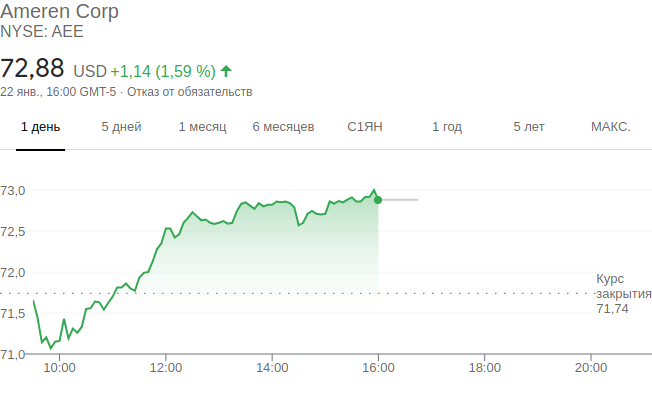 Ameren Corp
NYSE: AEE
72,88 USD +1,14 (1,59 %)
22 янв., 16:00 GMT-5 · Отказ от обязательств
1 день 5 дней 1 месяц 6 месяцев С1ЯН 1 год 5 лет МАКС.
73,0
72,5
72,0
Курс
закрытия
71,74
71,5
71,0
10:00 12:00 14:00 16:00 18:00 20:00